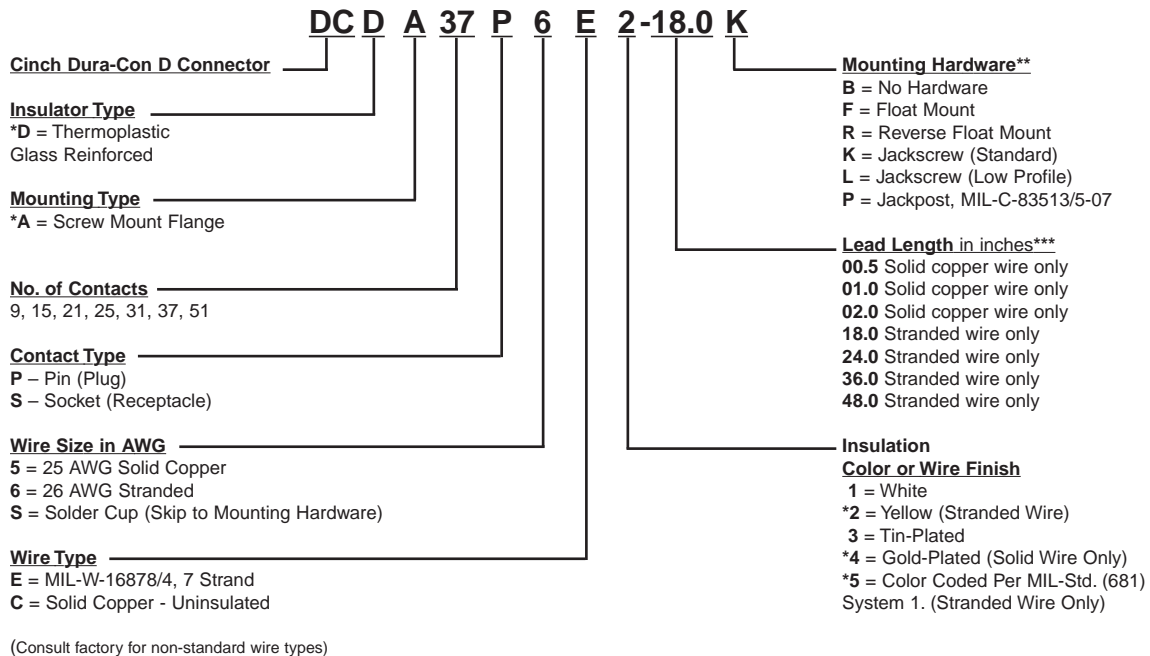 DC D A 37 P 6 E 2 -18.0 K
Cinch Dura-Con D Connector
Insulator Type
*D = Thermoplastic
Glass Reinforced
Mounting Type
*A = Screw Mount Flange
No. of Contacts
9, 15, 21, 25, 31, 37, 51
Contact Type
P – Pin (Plug)
S – Socket (Receptacle)
Wire Size in AWG
5 = 25 AWG Solid Copper
6 = 26 AWG Stranded
S = Solder Cup (Skip to Mounting Hardware)
Wire Type
E = MIL-W-16878/4, 7 Strand
C = Solid Copper - Uninsulated
(Consult factory for non-standard wire types)
Mounting Hardware**
B = No Hardware
F = Float Mount
R = Reverse Float Mount
K = Jackscrew (Standard)
L = Jackscrew (Low Profile)
P = Jackpost, MIL-C-83513/5-07
Lead Length in inches***
00.5 Solid copper wire only
01.0 Solid copper wire only
02.0 Solid copper wire only
18.0 Stranded wire only
24.0 Stranded wire only
36.0 Stranded wire only
48.0 Stranded wire only
Insulation
Color or Wire Finish
1 = White
*2 = Yellow (Stranded Wire)
3 = Tin-Plated
*4 = Gold-Plated (Solid Wire Only)
*5 = Color Coded Per MIL-Std. (681)
System 1. (Stranded Wire Only)